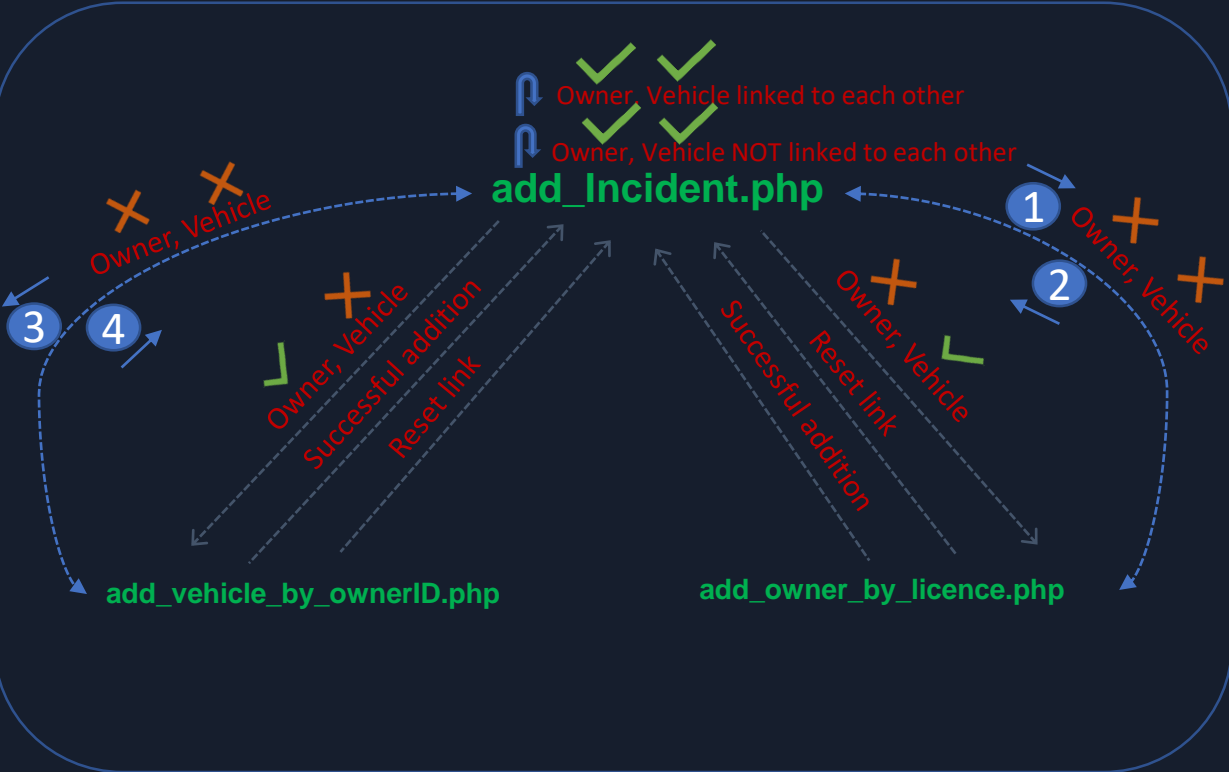 Owner, Vehicle linked to each other
Owner, Vehicle NOT linked to each other
add_Incident.php
Owner, Vehicle
3
4
Owner, Vehicle
Successful addition
Reset link
Successful addition
Reset link
Owner, Vehicle
1
2
Owner, Vehicle
add_vehicle_by_ownerID.php
add_owner_by_licence.php